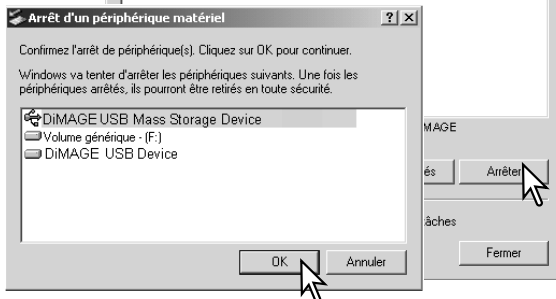 Arrêt d'un périphérique matériel
Confirmez l'arrêt de périphérique(s). Cliquez sur OK pour continuer.
Windows va tenter d'arrêter les périphériques suivants. Une fois les
périphériques arrêtés, ils pourront être retirés en toute sécurité.
DiMAGE USB Mass Storage Device
Volume générique - (F:)
DiMAGE USB Device
OK
Annuler
MAGE
és
Arrêter
âches
Fermer